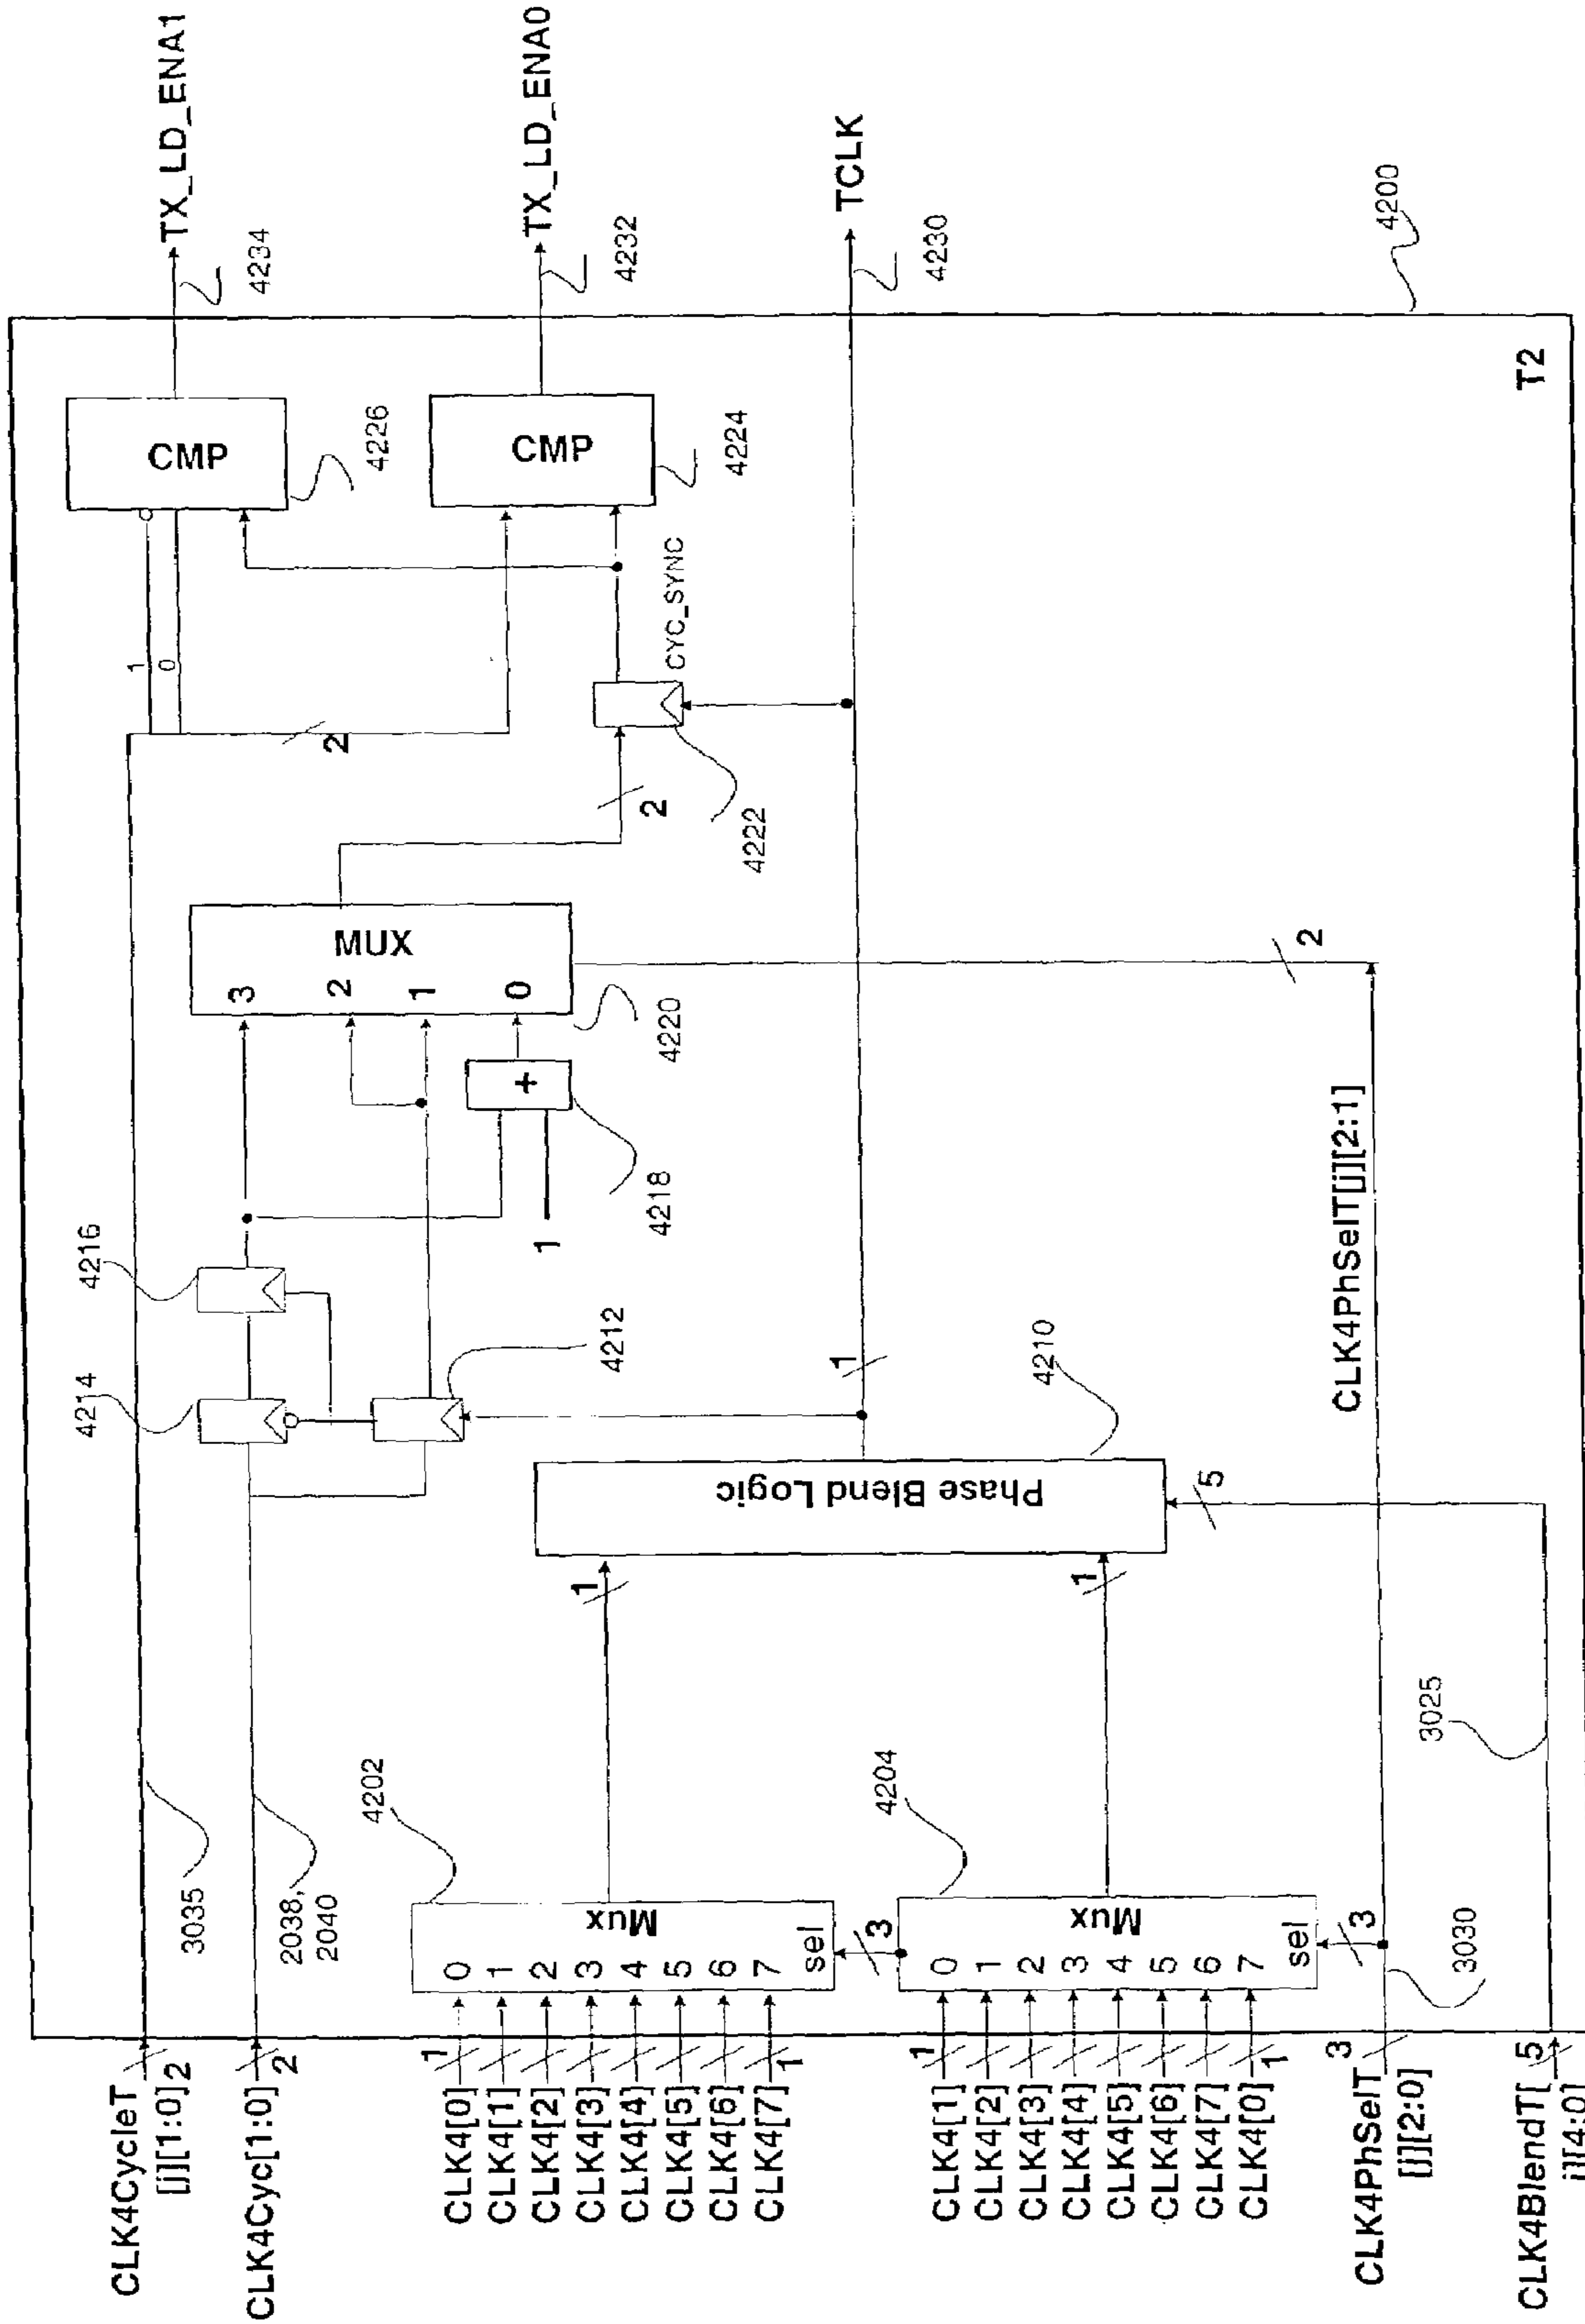 CLK4CycleT
[j][1:0]
2
CLK4Cyc[1:0]
2
3035
2038,
2040
4214
4216
4212
4218
1
+
3
2
1
0
MUX
4220
2
4222
CYC_SYNC
2
1
0
CMP
4226
CMP
4224
TX_LD_ENA1
4234
TX_LD_ENA0
4232
TCLK
4230
4200
T2
CLK4[0]
CLK4[1]
CLK4[2]
CLK4[3]
CLK4[4]
CLK4[5]
CLK4[6]
CLK4[7]
1
1
0
1
2
3
4
5
6
7
Mux
sel
4202
3
CLK4[1]
CLK4[2]
CLK4[3]
CLK4[4]
CLK4[5]
CLK4[6]
CLK4[7]
CLK4[0]
1
1
0
1
2
3
4
5
6
7
Mux
sel
4204
3
1
1
Phase Blend Logic
4210
1
5
CLK4PhSelT
[j][2:0]
3
3030
CLK4PhSelT[j][2:1]
2
CLK4BlendT[
j][4:0]
5
3025